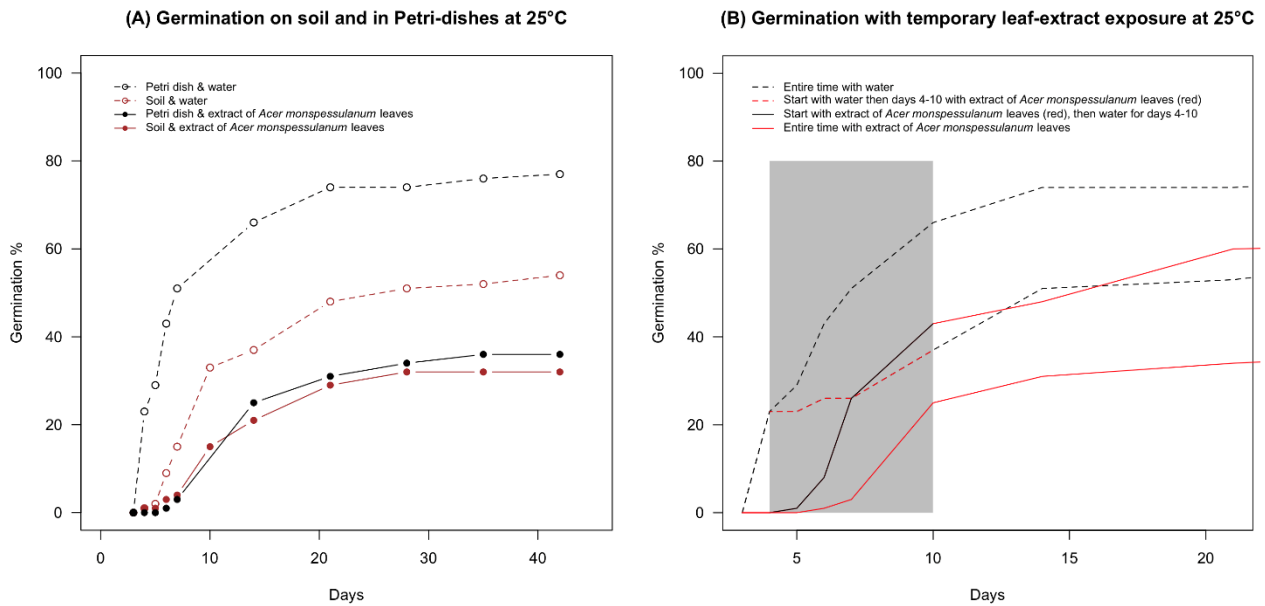 (A) Germination on soil and in Petri-dishes at 25°C
100
80
60
40
20
0
Germination %
Petri dish & water
Soil & water
Petri dish & extract of Acer monspessulanum leaves
Soil & extract of Acer monspessulanum leaves
0 10 20 30 40
Days
(B) Germination with temporary leaf-extract exposure at 25°C
100
80
60
40
20
0
Germination %
Entire time with water
Start with water then days 4-10 with extract of Acer monspessulanum leaves (red)
Start with extract of Acer monspessulanum leaves (red), then water for days 4-10
Entire time with extract of Acer monspessulanum leaves
5 10 15 20
Days